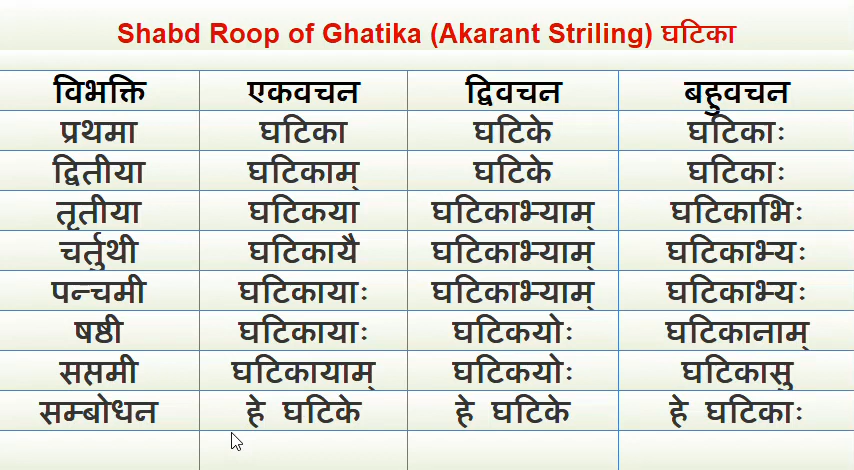 Shabd Roop of Ghatika (Akarant Striling) घटिका
विभक्ति एकवचन द्विवचन बहुवचन
प्रथमा घटिका घटिके घटिकाः
द्वितीया घटिकाम् घटिके घटिकाः
तृतीया घटिकया घटिकाभ्याम् घटिकाभिः
चर्तुथी घटिकायै घटिकाभ्याम् घटिकाभ्यः
पन्चमी घटिकायाः घटिकाभ्याम् घटिकाभ्यः
षष्ठी घटिकायाः घटिकयोः घटिकानाम्
सप्तमी घटिकायाम् घटिकयोः घटिकासु
सम्बोधन हे घटिके हे घटिके हे घटिकाः